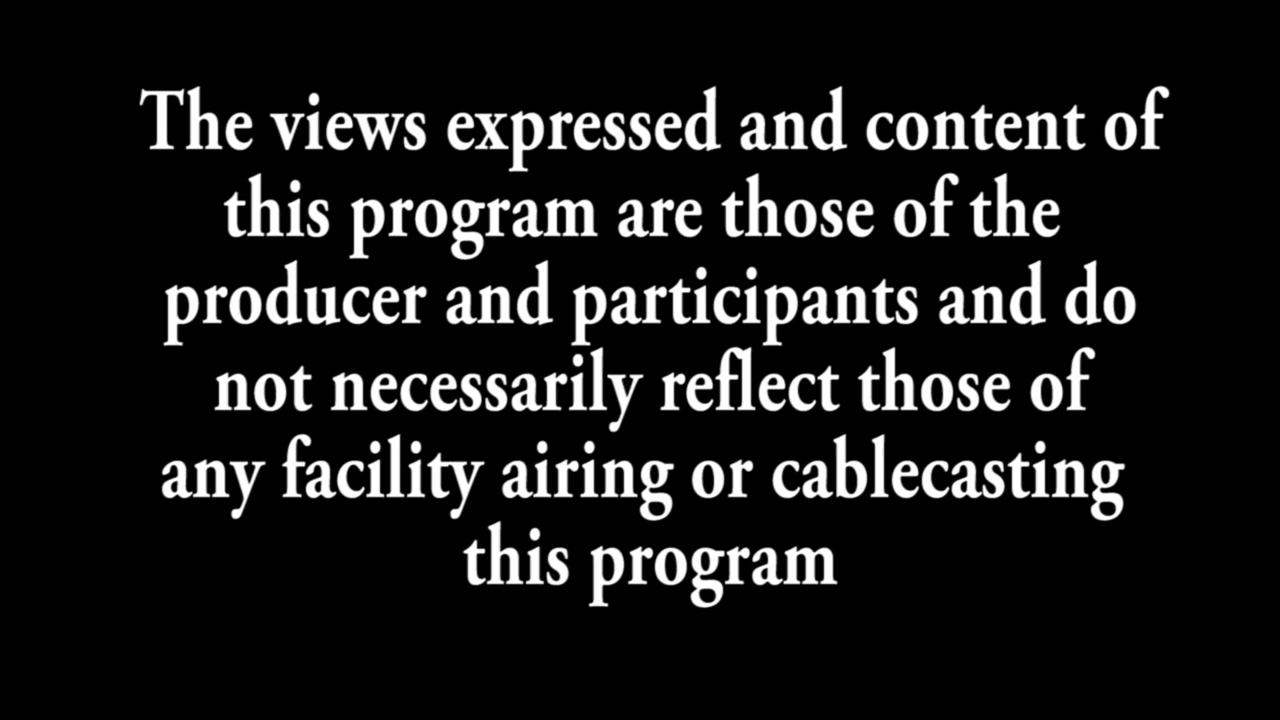 The views expressed and content of
this program are those of the
producer and participants and do
not necessarily reflect those of
any facility airing or cablecasting
this program